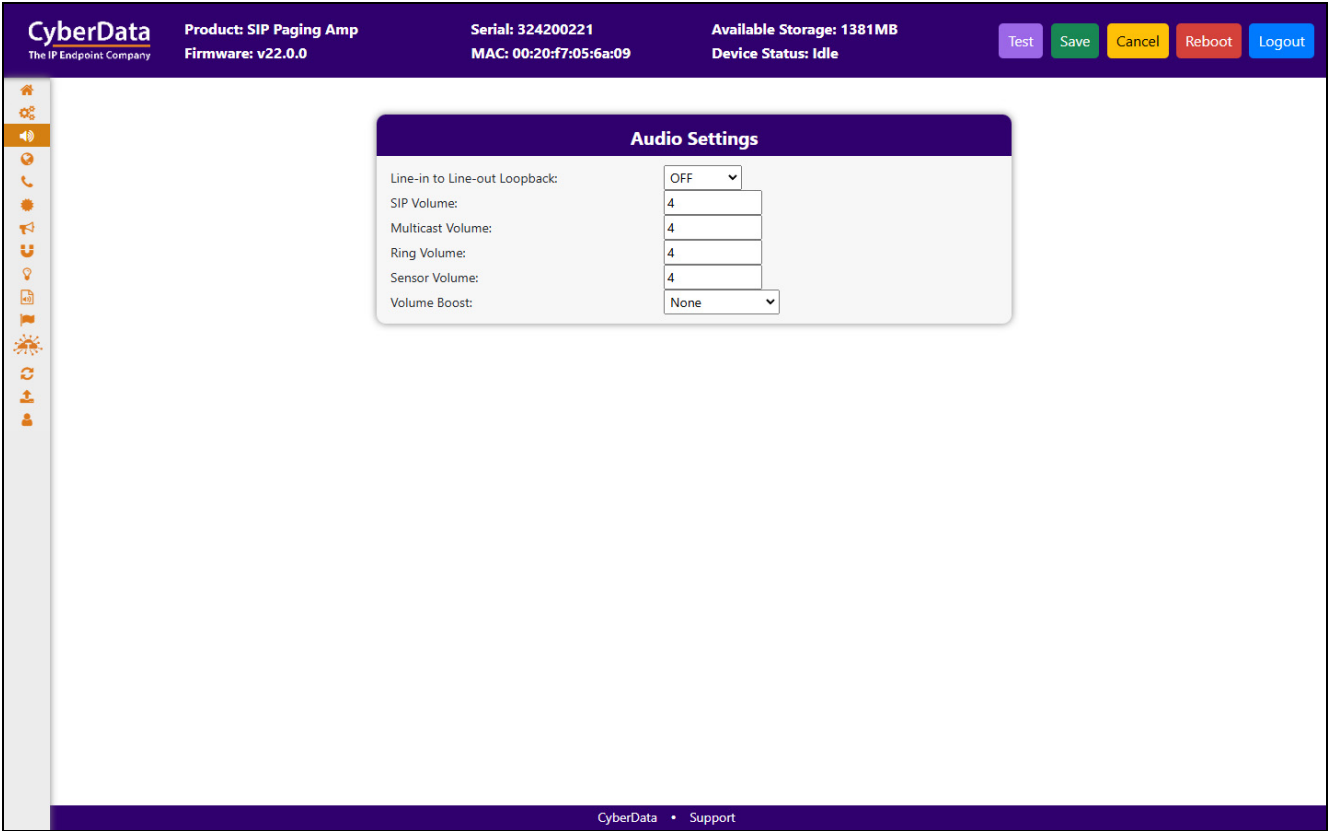 CyberData
The IP Endpoint Company
Product: SIP Paging Amp
Firmware: v22.0.0
Serial: 324200221
MAC: 00:20:f7:05:6a:09
Available Storage: 1381MB
Device Status: Idle
Test Save Cancel Reboot Logout
Audio Settings
Line-in to Line-out Loopback: OFF
SIP Volume: 4
Multicast Volume: 4
Ring Volume: 4
Sensor Volume: 4
Volume Boost: None
CyberData • Support